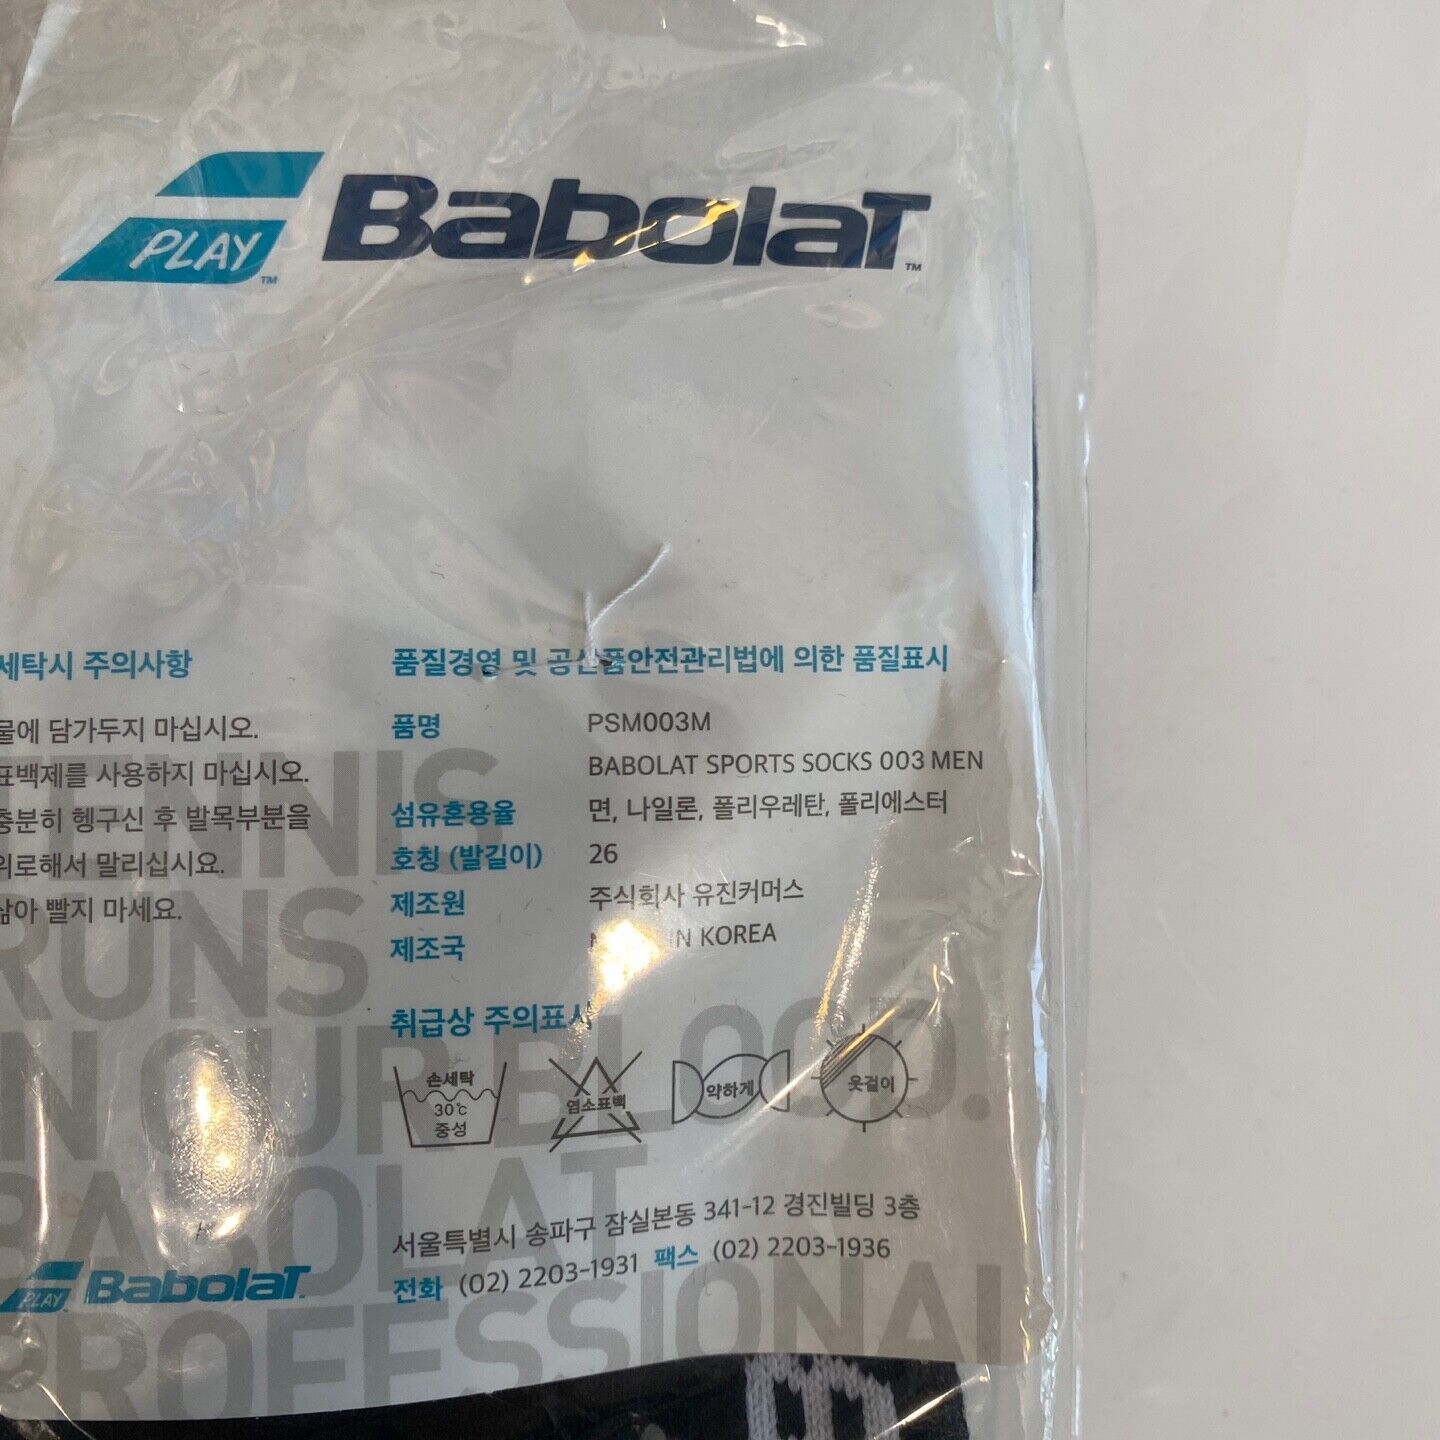 PLAY™ BabolaT™
세탁시 주의사항
물에 담가두지 마십시오.
표백제를 사용하지 마십시오.
충분히 헹구신 후 발목부분을
위로해서 말리십시요.
삶아 빨지 마세요.
PLAY BabolaT
품질경영 및 공산품안전관리법에 의한 품질표시
품명 PSM003M
BABOLAT SPORTS SOCKS 003 MEN
섬유혼용율 면, 나일론, 폴리우레탄, 폴리에스터
호칭 (발길이) 26
제조원 주식회사 유진커머스
제조국 IN KOREA
취급상 주의표시
손세탁 30℃ 중성
염소표백
약하게
옷걸이
서울특별시 송파구 잠실본동 341-12 경진빌딩 3층
전화 (02) 2203-1931 팩스 (02) 2203-1936
TENNIS
RUNS
IN OUR BLOOD.
BABOLAT
PROFESSIONAL